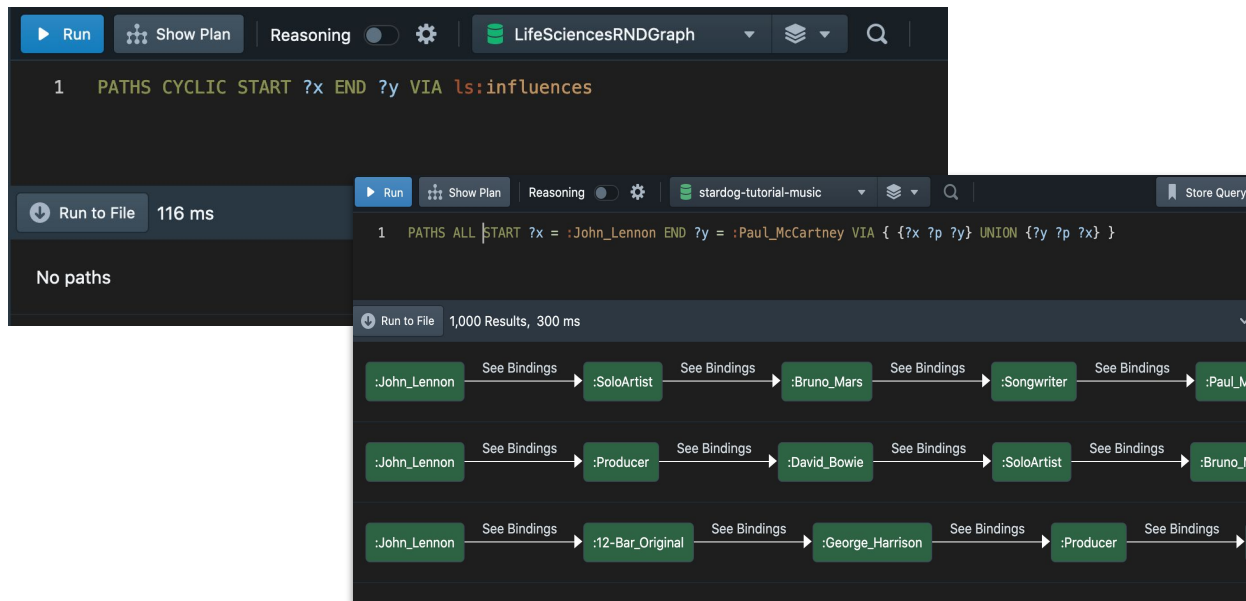 Run Show Plan Reasoning LifeSciencesRNDGraph
1 PATHS CYCLIC START ?x END ?y VIA ls:influences
Run to File 116 ms
No paths
Run Show Plan Reasoning stardog-tutorial-music Store Query
1 PATHS ALL START ?x = :John_Lennon END ?y = :Paul_McCartney VIA { {?x ?p ?y} UNION {?y ?p ?x} }
Run to File 1,000 Results, 300 ms
See Bindings See Bindings See Bindings See Bindings
:John_Lennon :SoloArtist :Bruno_Mars :Songwriter :Paul_M
See Bindings See Bindings See Bindings See Bindings
:John_Lennon :Producer :David_Bowie :SoloArtist :Bruno_
See Bindings See Bindings See Bindings See Bindings
:John_Lennon :12-Bar_Original :George_Harrison :Producer